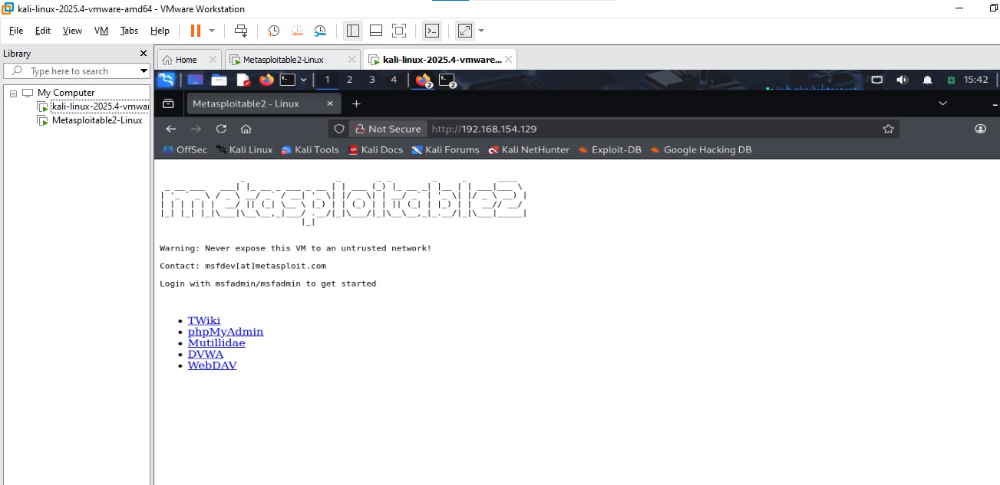 kali-linux-2025.4-vmware-amd64 - VMware Workstation
File Edit View VM Tabs Help
Library
Type here to search
My Computer
kali-linux-2025.4-vmwar
Metasploitable2-Linux
Home Metasploitable2-Linux kali-linux-2025.4-vmware...
1 2 3 4 2 2 15:42
Metasploitable2 - Linux
Not Secure http://192.168.154.129
OffSec Kali Linux Kali Tools Kali Docs Kali Forums Kali NetHunter Exploit-DB Google Hacking DB
metasploitable2
Warning: Never expose this VM to an untrusted network!
Contact: msfdev[at]metasploit.com
Login with msfadmin/msfadmin to get started
TWiki
phpMyAdmin
Mutillidae
DVWA
WebDAV